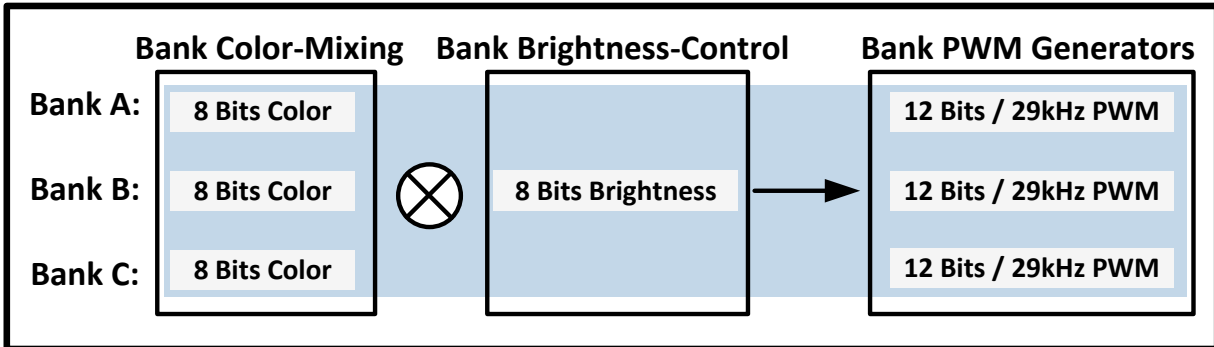 Bank Color-Mixing Bank Brightness-Control Bank PWM Generators
Bank A: 8 Bits Color 12 Bits / 29kHz PWM
Bank B: 8 Bits Color 8 Bits Brightness 12 Bits / 29kHz PWM
Bank C: 8 Bits Color 12 Bits / 29kHz PWM